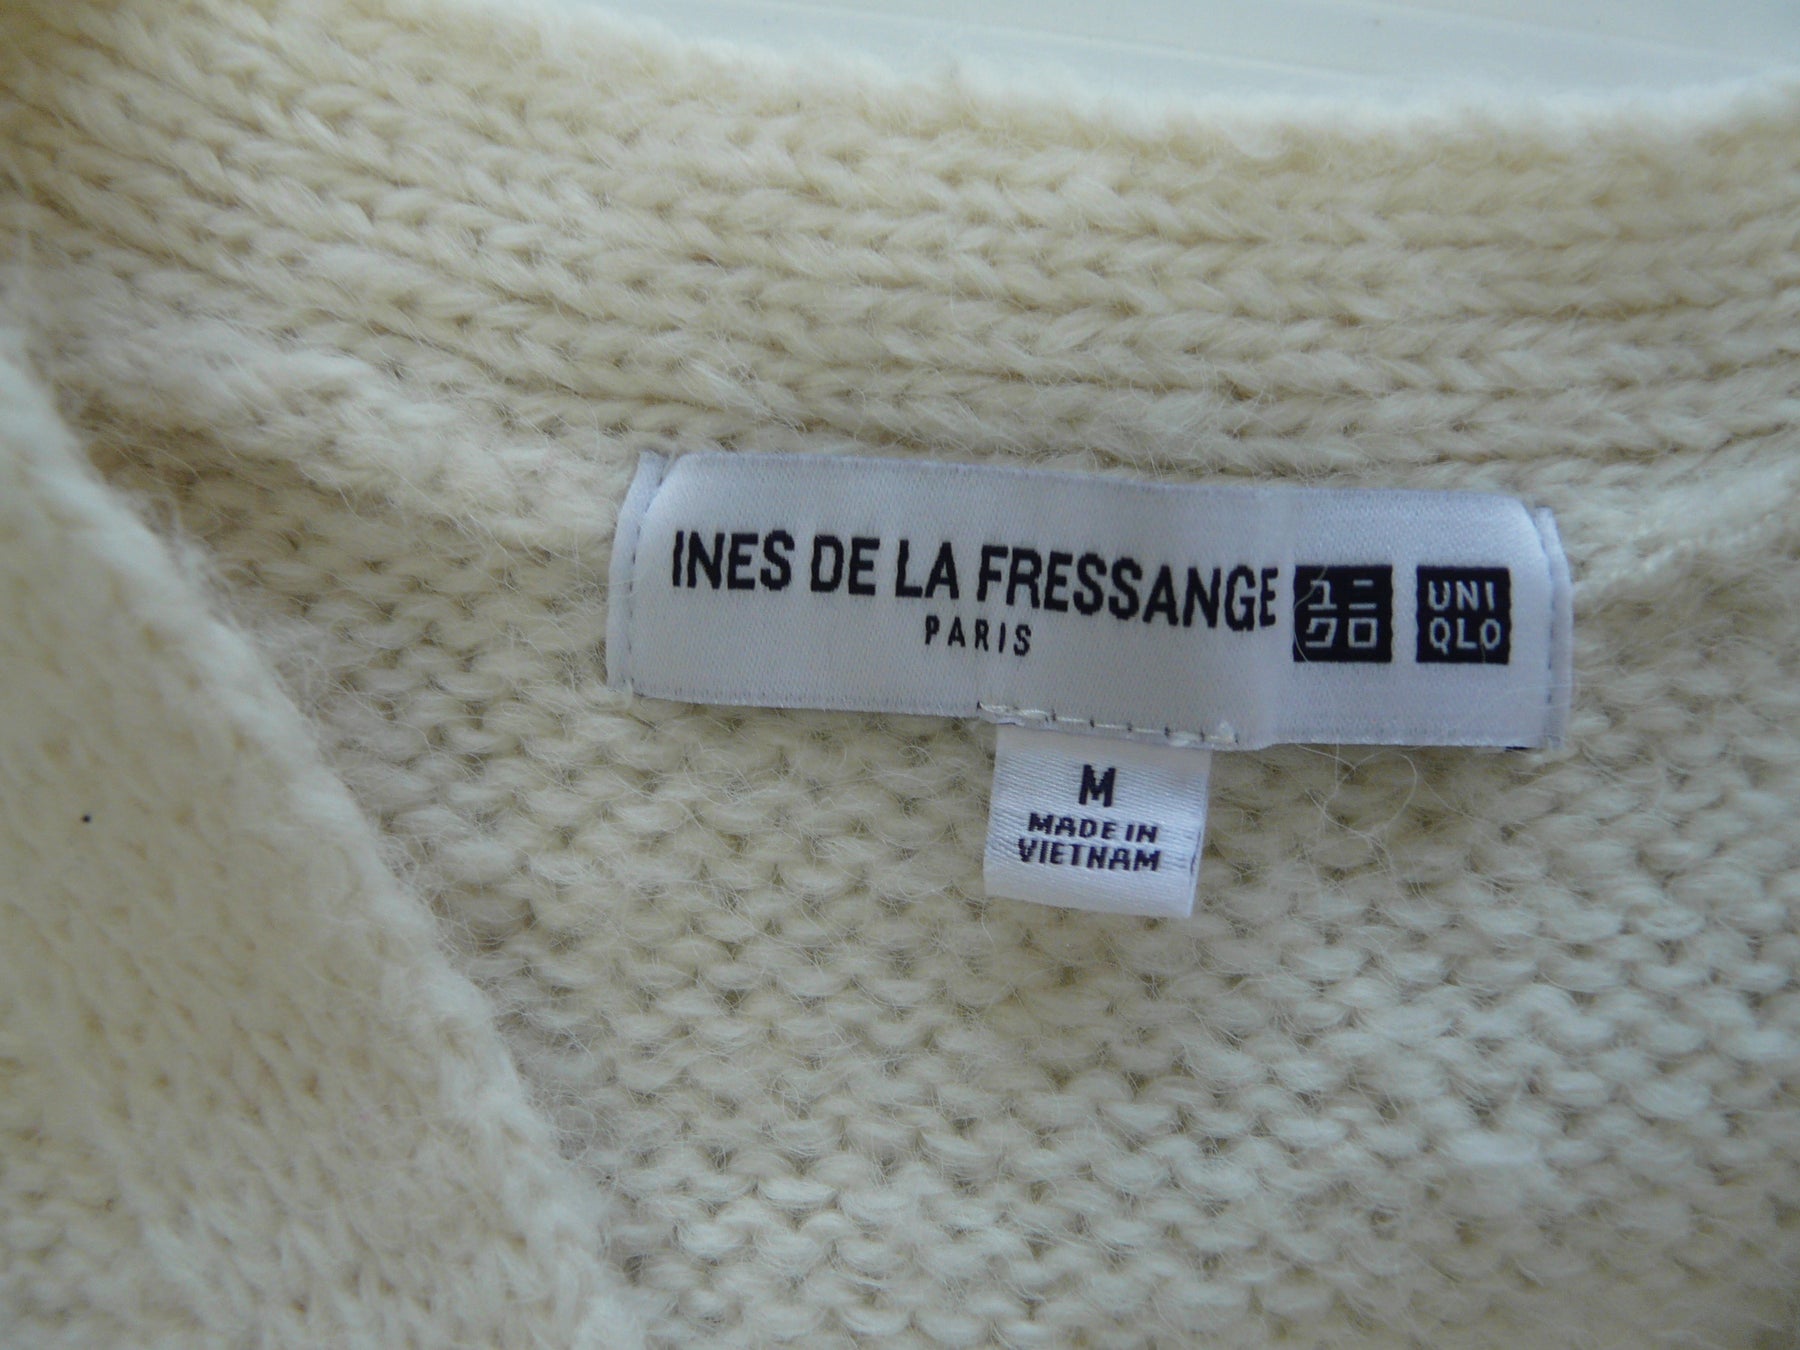 INES DE LA FRESSANGE
PARIS
ユニ
クロ
UNI
QLO
M
MADE IN
VIETNAM